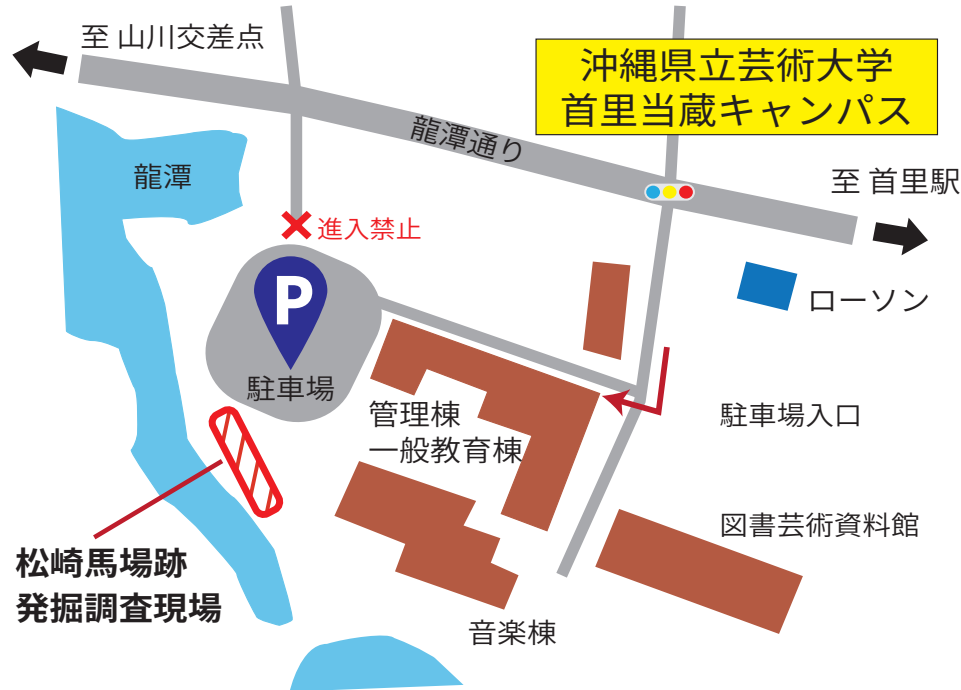 至 山川交差点
沖縄県立芸術大学
首里当蔵キャンパス
龍潭通り
龍潭
至 首里駅
進入禁止
P
ローソン
駐車場
駐車場入口
管理棟
一般教育棟
図書芸術資料館
松崎馬場跡
発掘調査現場
音楽棟